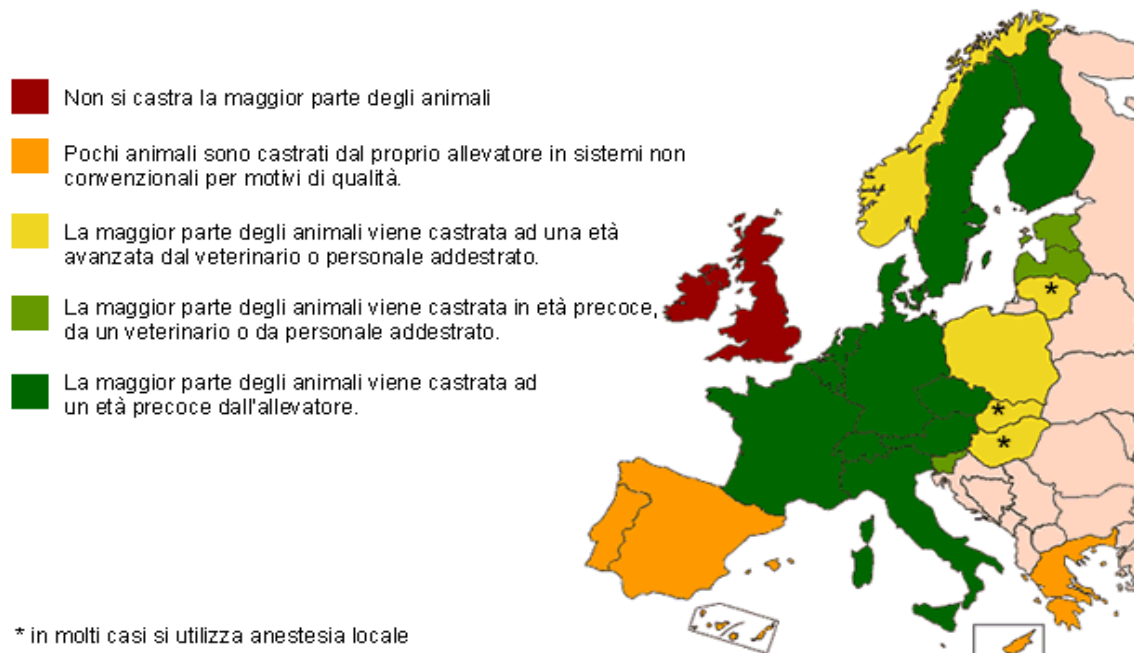 Non si castra la maggior parte degli animali
Pochi animali sono castrati dal proprio allevatore in sistemi non
convenzionali per motivi di qualità.
La maggior parte degli animali viene castrata ad una età
avanzata dal veterinario o personale addestrato.
La maggior parte degli animali viene castrata in età precoce,
da un veterinario o da personale addestrato.
La maggior parte degli animali viene castrata ad
un età precoce dall'allevatore.
*
*
*
* in molti casi si utilizza anestesia locale